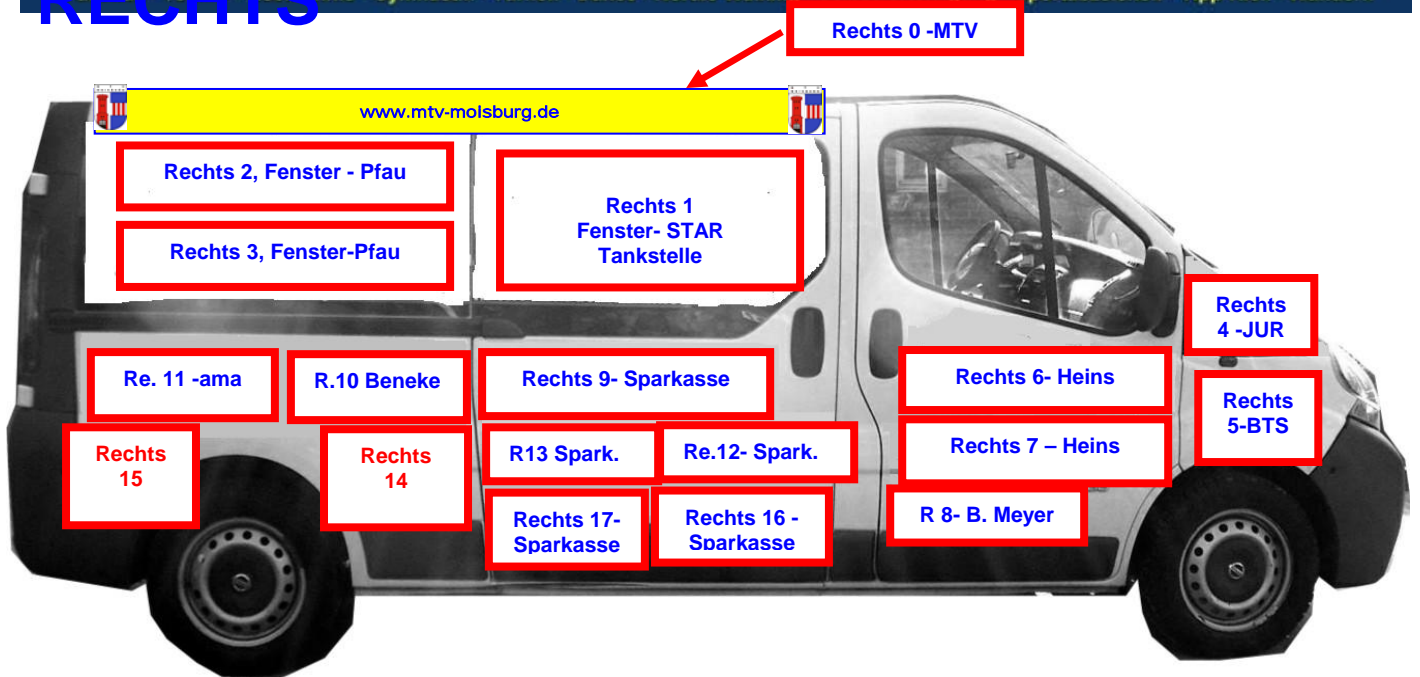 RECHTS
Rechts 0 -MTV
www.mtv-moisburg.de
Rechts 2, Fenster - Pfau
Rechts 1
Fenster- STAR
Tankstelle
Rechts 3, Fenster-Pfau
Rechts
4 -JUR
Re. 11 -ama
R.10 Beneke
Rechts 9- Sparkasse
Rechts 6- Heins
Rechts
5-BTS
Rechts
15
Rechts
14
R13 Spark.
Re.12- Spark.
Rechts 7 – Heins
Rechts 17-
Sparkasse
Rechts 16 -
Sparkasse
R 8- B. Meyer